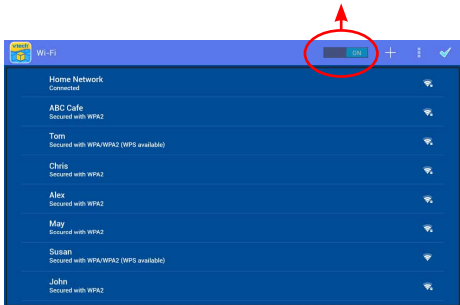 vtech
Wi-Fi
ON
Home Network
Connected
ABC Cafe
Secured with WPA2
Tom
Secured with WPA/WPA2 (WPS available)
Chris
Secured with WPA2
Alex
Secured with WPA2
May
Secured with WPA2
Susan
Secured with WPA/WPA2 (WPS available)
John
Secured with WPA2